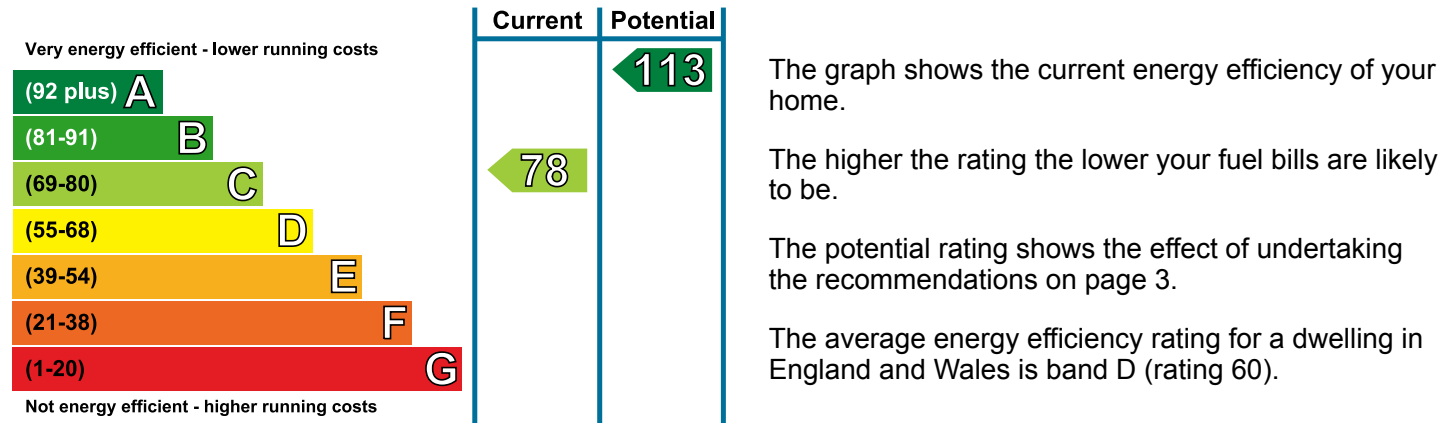 Current Potential
Very energy efficient - lower running costs
113
(92 plus) A
(81-91) B
78
(69-80) C
(55-68) D
(39-54) E
(21-38) F
(1-20) G
Not energy efficient - higher running costs
The graph shows the current energy efficiency of your
home.
The higher the rating the lower your fuel bills are likely
to be.
The potential rating shows the effect of undertaking
the recommendations on page 3.
The average energy efficiency rating for a dwelling in
England and Wales is band D (rating 60).